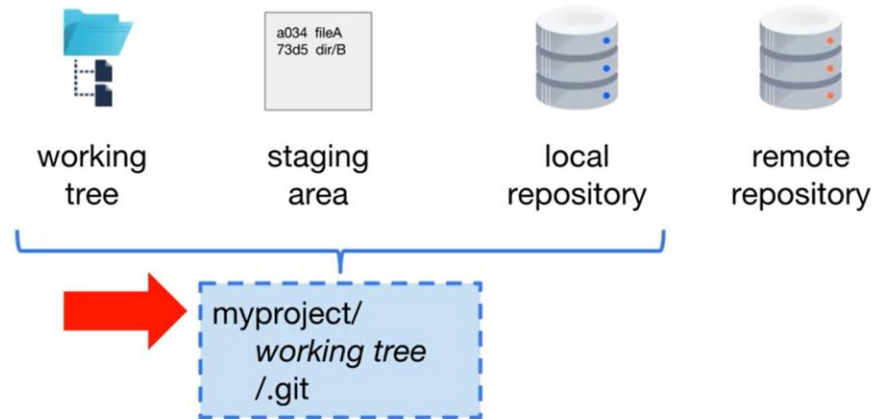 a034 fileA
73d5 dir/B
working
tree
staging
area
local
repository
remote
repository
myproject/
working tree
/.git